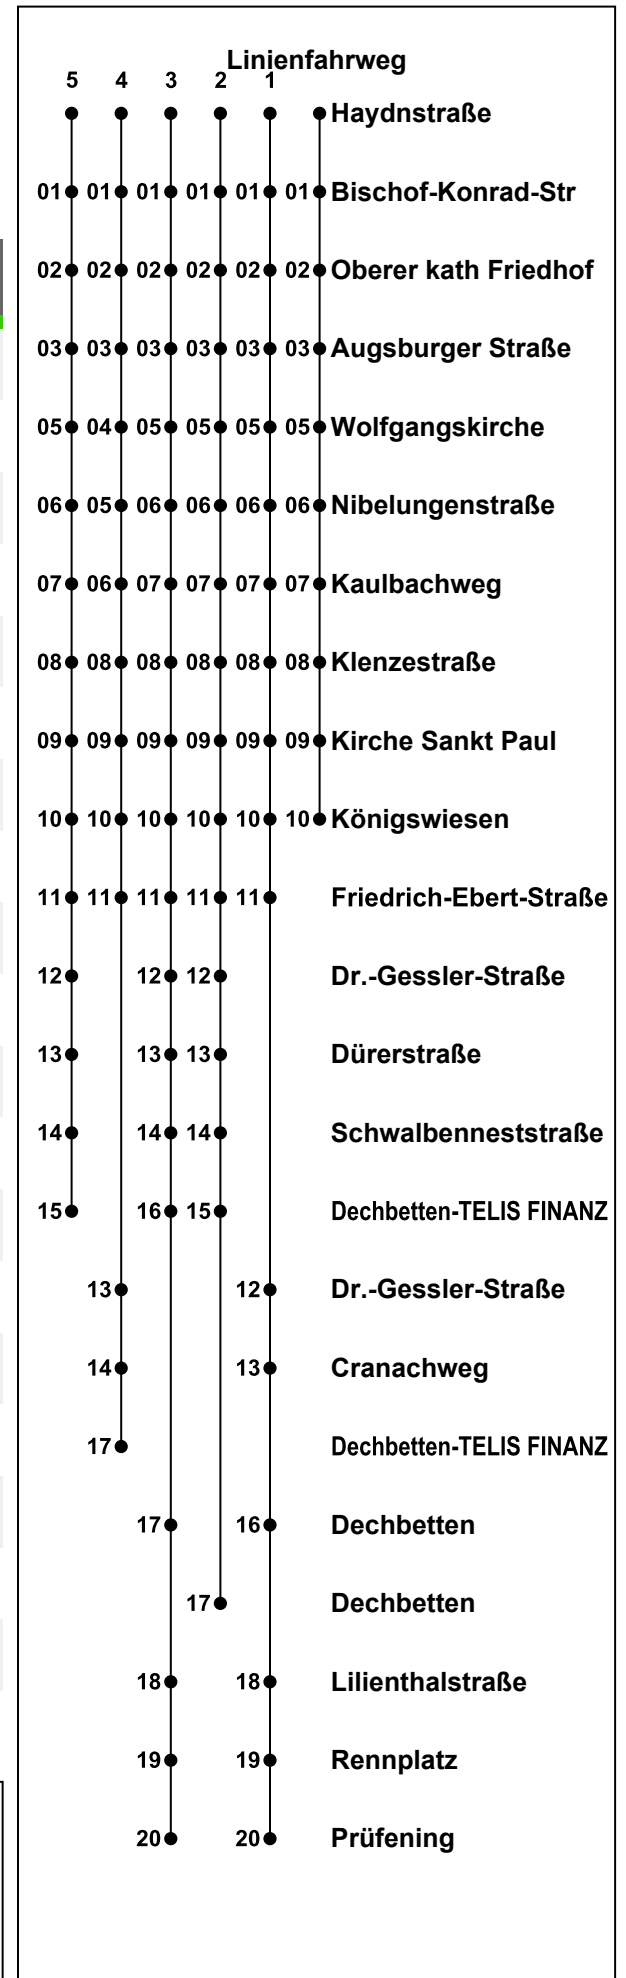 Linienfahrweg
5 4 3 2 1
Haydnstraße
01 01 01 01 01 01 Bischof-Konrad-Str
02 02 02 02 02 02 Oberer kath Friedhof
03 03 03 03 03 03 Augsburger Straße
05 04 05 05 05 05 Wolfgangskirche
06 05 06 06 06 06 Nibelungenstraße
07 06 07 07 07 07 Kaulbachweg
08 08 08 08 08 08 Klenzestraße
09 09 09 09 09 09 Kirche Sankt Paul
10 10 10 10 10 10 Königswiesen
11 11 11 11 11 Friedrich-Ebert-Straße
12 12 12 Dr.-Gessler-Straße
13 13 13 Dürerstraße
14 14 14 Schwalbenneststraße
15 16 15 Dechbetten-TELIS FINANZ
13 12 Dr.-Gessler-Straße
14 13 Cranachweg
17 Dechbetten-TELIS FINANZ
17 16 Dechbetten
17 Dechbetten
18 18 Lilienthalstraße
19 19 Rennplatz
20 20 Prüfening